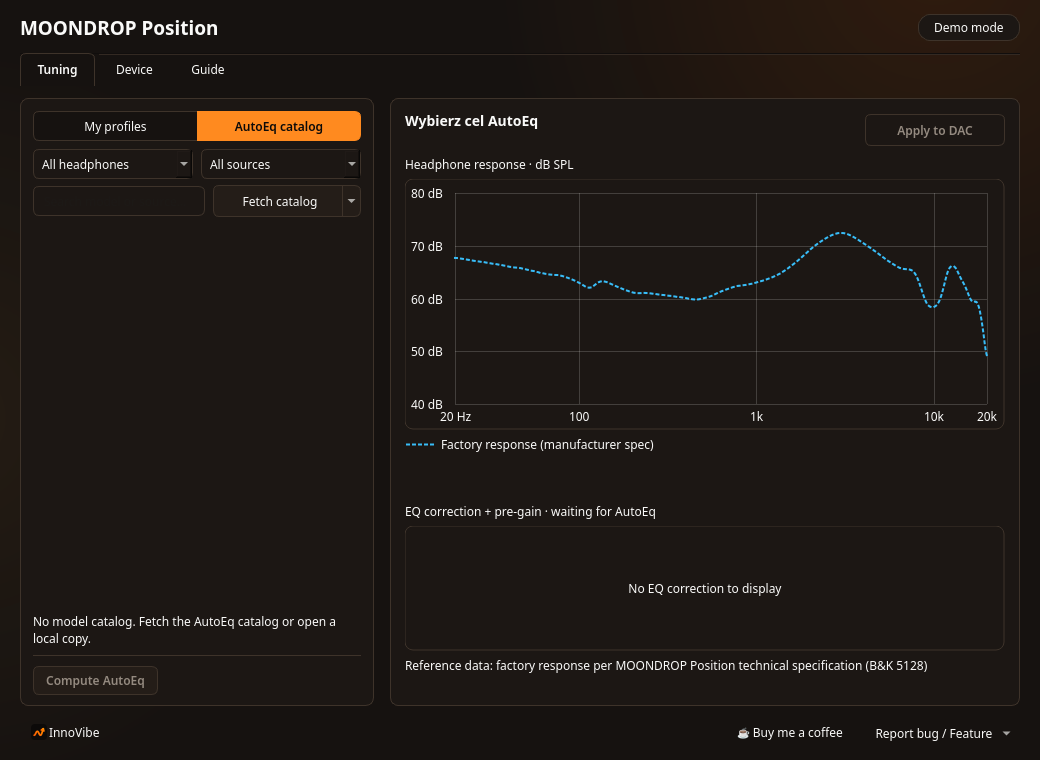 MOONDROP Position
Demo mode
Tuning
Device
Guide
My profiles
AutoEq catalog
All headphones
All sources
Fetch catalog
No model catalog. Fetch the AutoEq catalog or open a
local copy.
Compute AutoEq
Wybierz cel AutoEq
Apply to DAC
Headphone response · dB SPL
80 dB
70 dB
60 dB
50 dB
40 dB
20 Hz
100
1k
10k
20k
Factory response (manufacturer spec)
EQ correction + pre-gain · waiting for AutoEq
No EQ correction to display
Reference data: factory response per MOONDROP Position technical specification (B&K 5128)
InnoVibe
☕ Buy me a coffee
Report bug / Feature